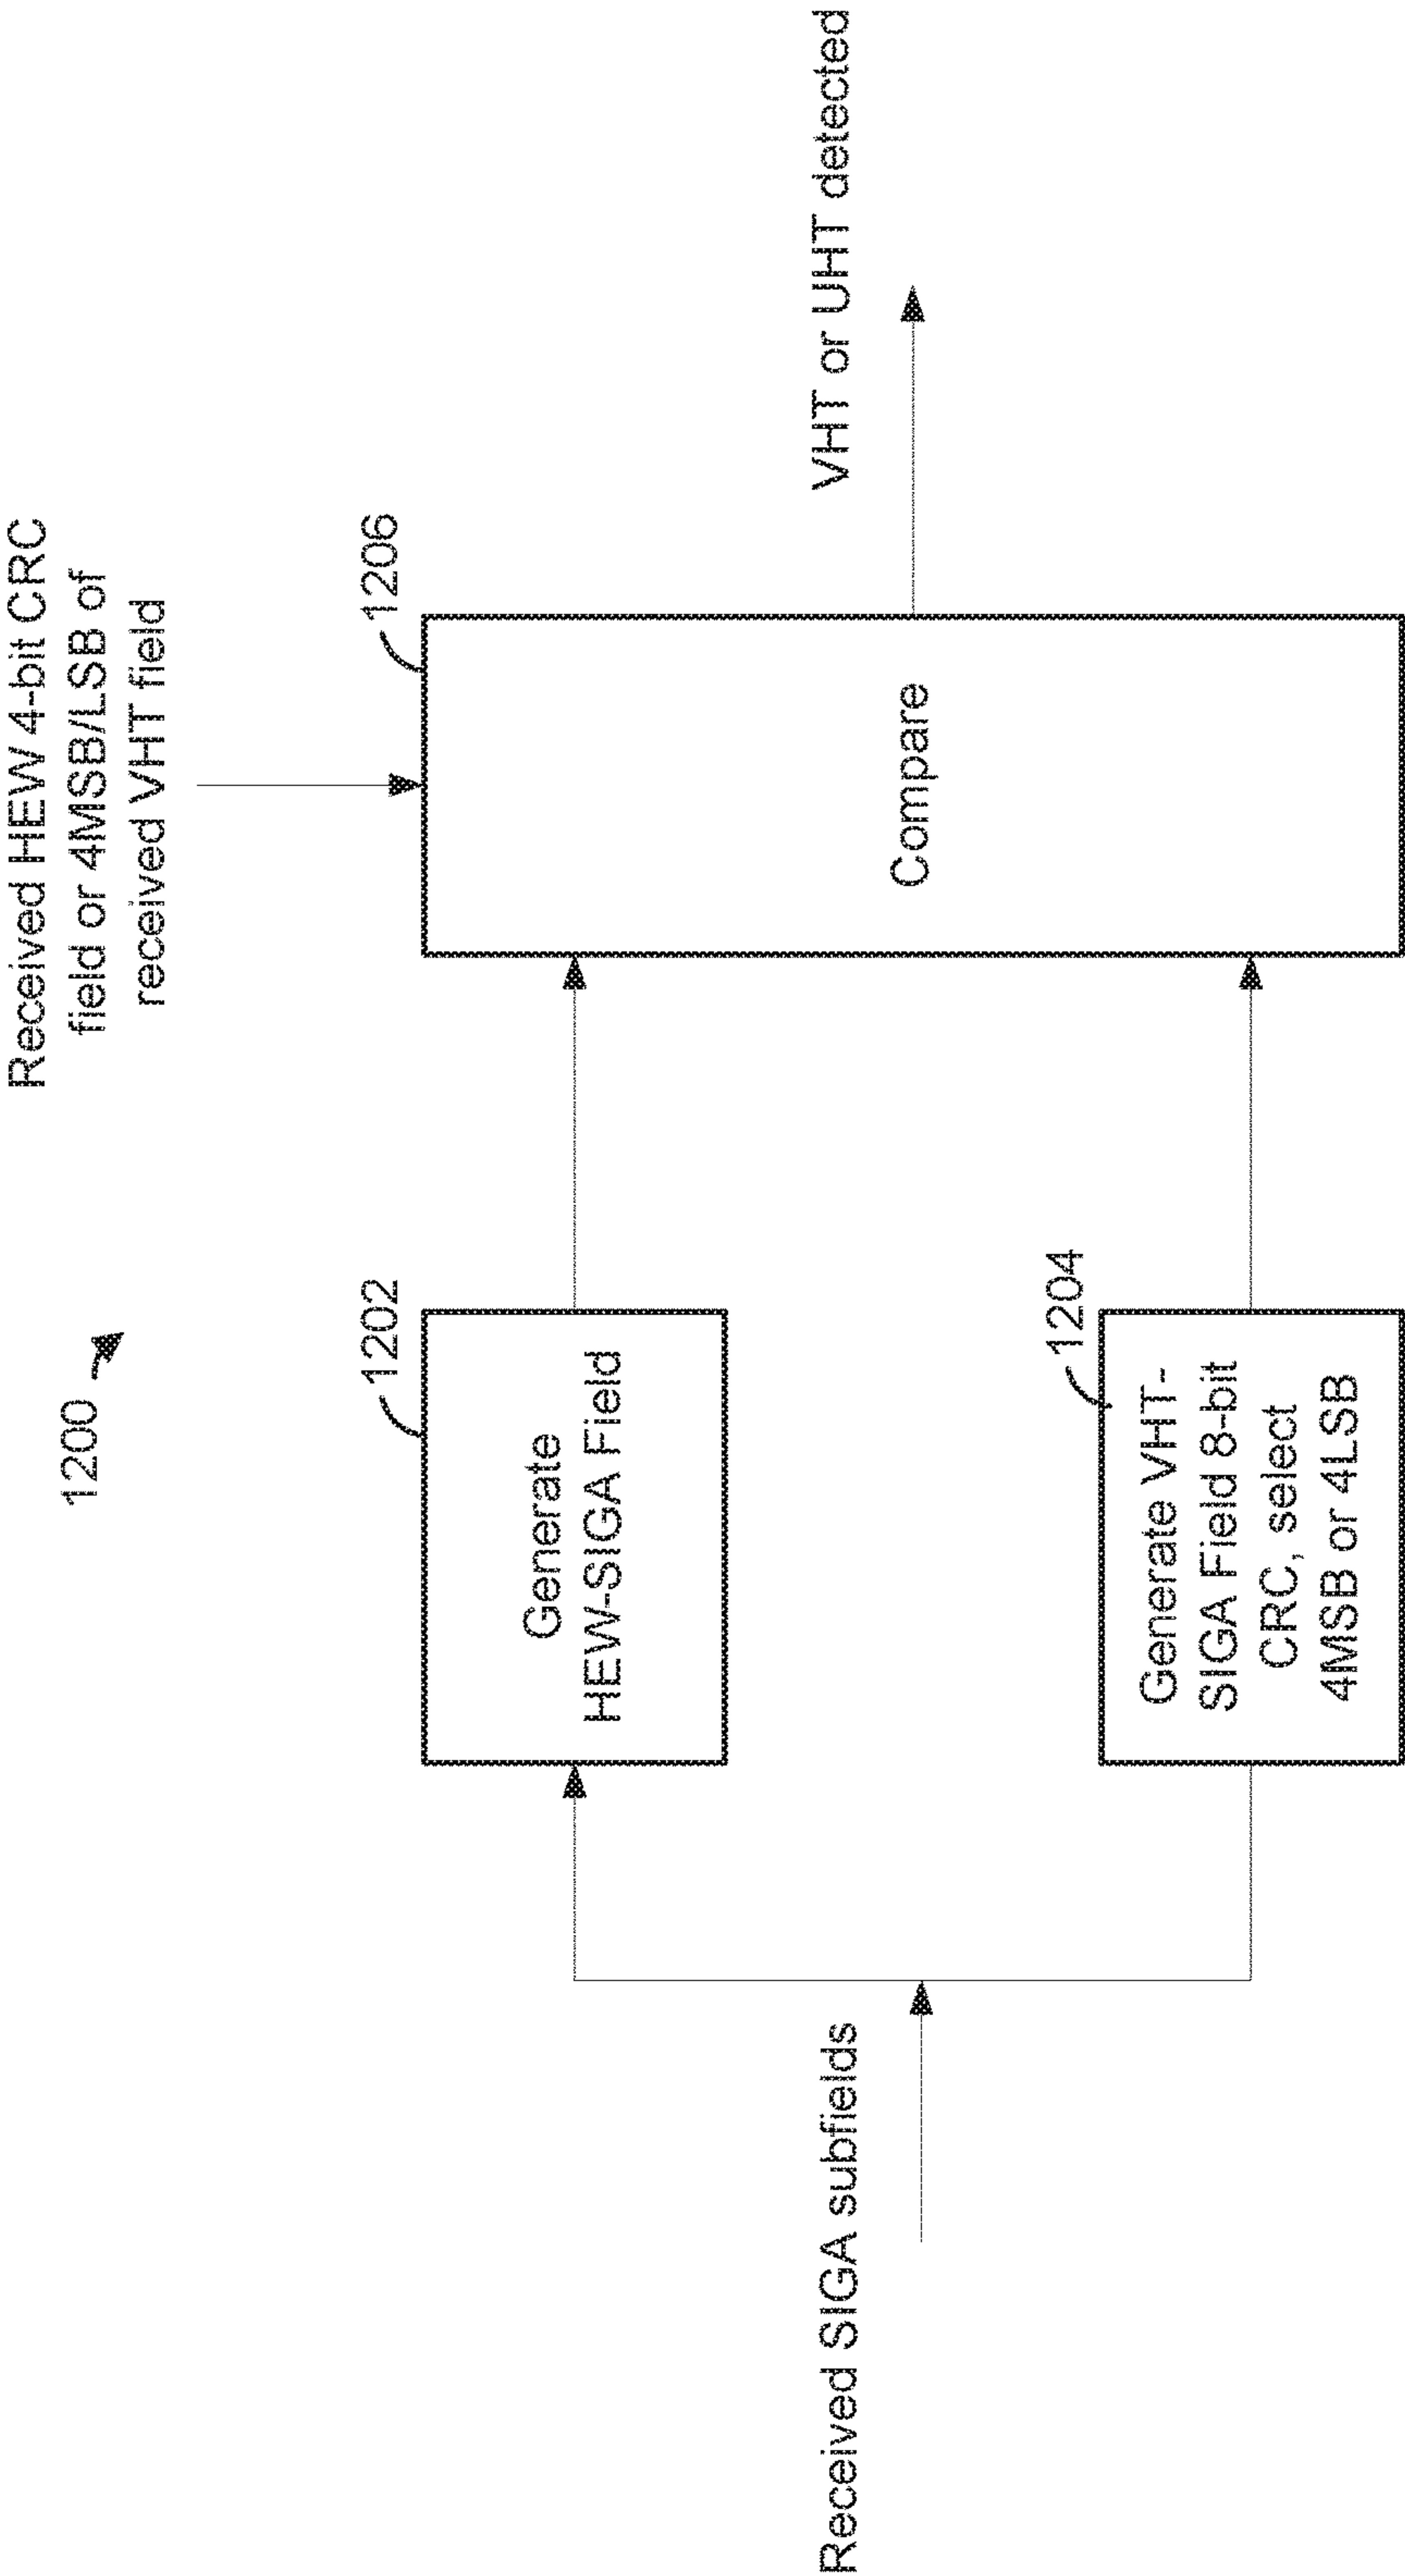 1200
Received HEW 4-bit CRC
field or 4MSB/LSB of
received VHT field
1202
Generate
HEW-SIGA Field
1206
Compare
VHT or UHT detected
Received SIGA subfields
1204
Generate VHT-
SIGA Field 8-bit
CRC, select
4MSB or 4LSB